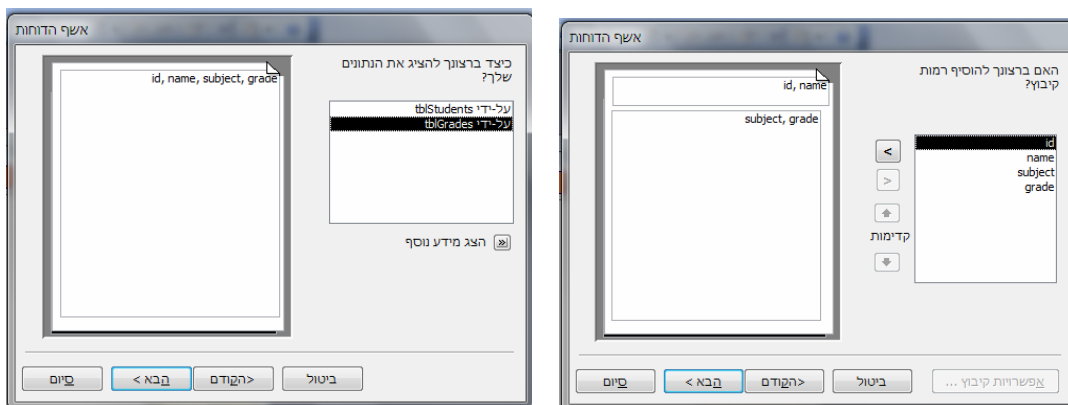 אשף הדוחות
האם ברצונך להוסיף רמות
קיבוץ?
id
name
subject
grade
<
>
קדימות
id, name
subject, grade
אפשרויות קיבוץ ...
ביטול
<הקודם
הבא >
סיום
אשף הדוחות
כיצד ברצונך להציג את הנתונים
שלך?
על-ידי tblStudents
על-ידי tblGrades
הצג מידע נוסף
id, name, subject, grade
ביטול
<הקודם
הבא >
סיום